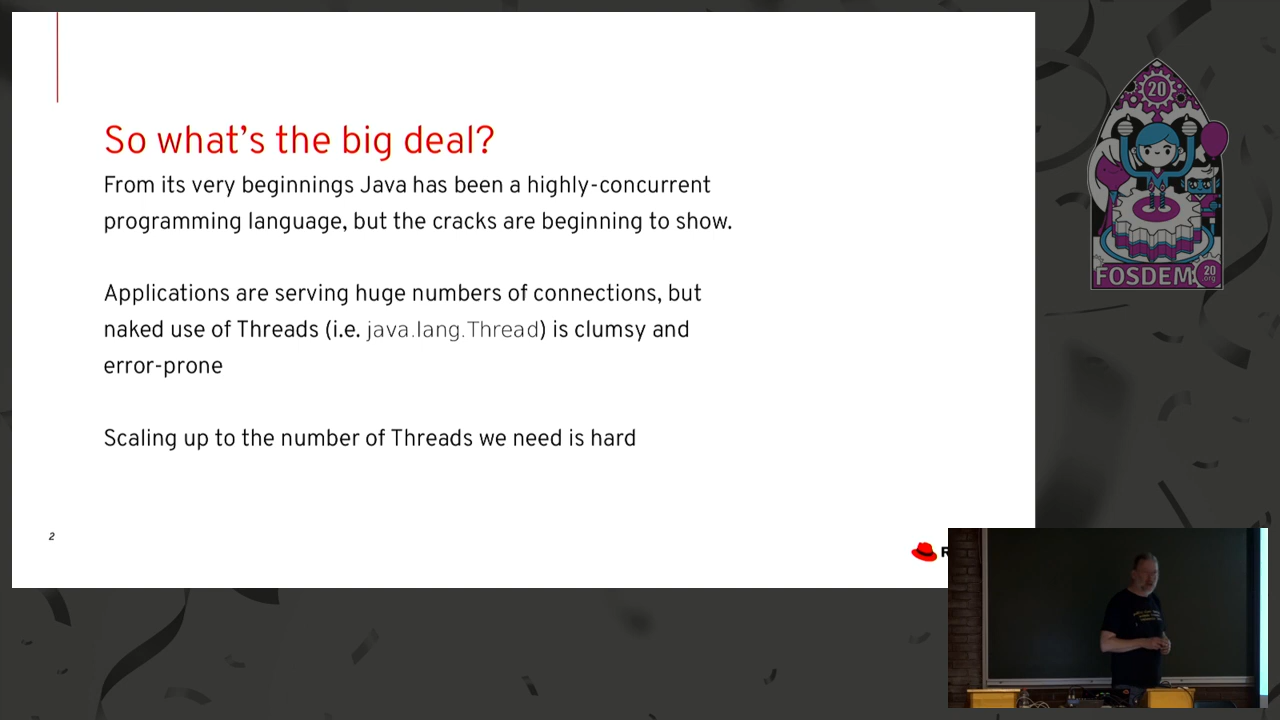 So what's the big deal?
From its very beginnings Java has been a highly-concurrent
programming language, but the cracks are beginning to show.
Applications are serving huge numbers of connections, but
naked use of Threads (i.e. java.lang.Thread) is clumsy and
error-prone
Scaling up to the number of Threads we need is hard
2
20
FOSDEM
20
.org